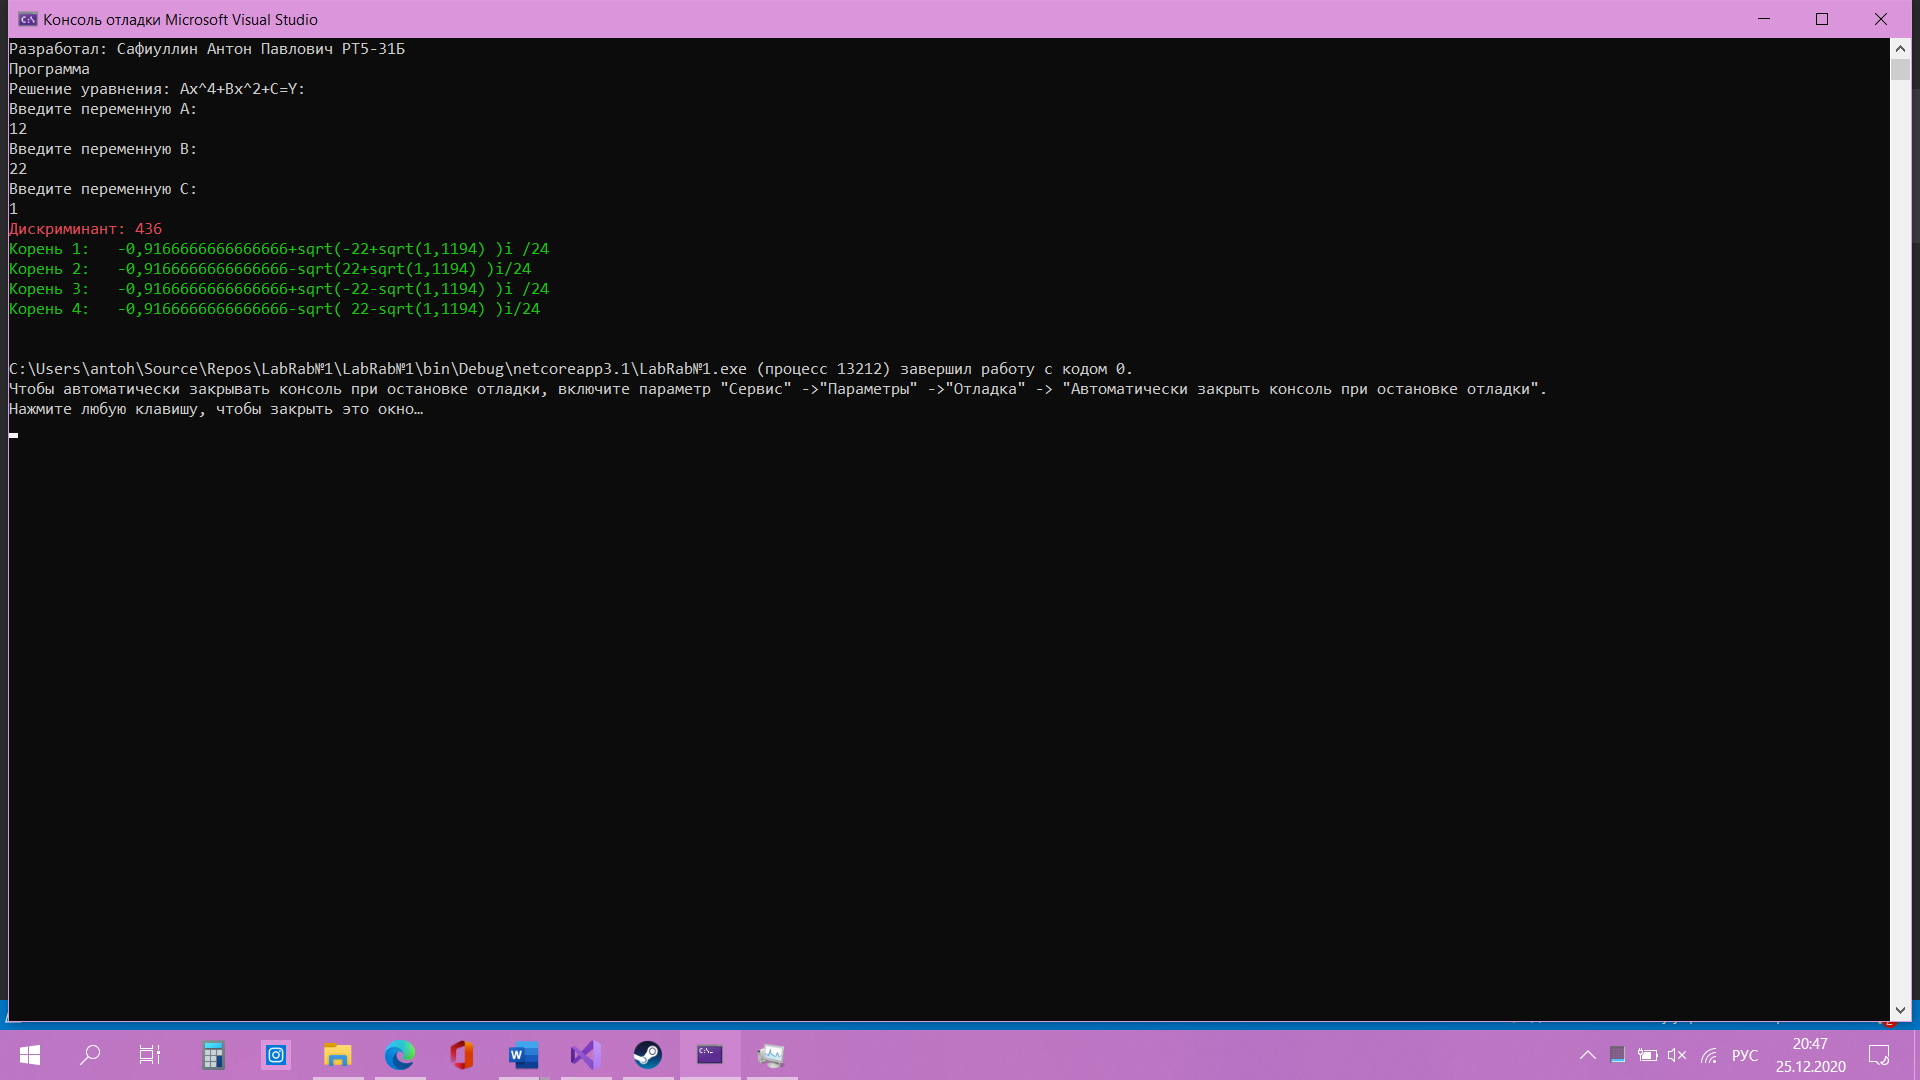 Консоль отладки Microsoft Visual Studio
Разработал: Сафиуллин Антон Павлович РТ5-31Б
Программа
Решение уравнения: Ax^4+Bx^2+C=Y:
Введите переменную A:
12
Введите переменную B:
22
Введите переменную C:
1
Дискриминант: 436
Корень 1:   -0,9166666666666666+sqrt(-22+sqrt(1,1194) )i /24
Корень 2:   -0,9166666666666666-sqrt(22+sqrt(1,1194) )i/24
Корень 3:   -0,9166666666666666+sqrt(-22-sqrt(1,1194) )i /24
Корень 4:   -0,9166666666666666-sqrt( 22-sqrt(1,1194) )i/24
C:\Users\antoh\Source\Repos\LabRab№1\LabRab№1\bin\Debug\netcoreapp3.1\LabRab№1.exe (процесс 13212) завершил работу с кодом 0.
Чтобы автоматически закрывать консоль при остановке отладки, включите параметр "Сервис" ->"Параметры" ->"Отладка" -> "Автоматически закрыть консоль при остановке отладки".
Нажмите любую клавишу, чтобы закрыть это окно…
РУС
20:47
25.12.2020